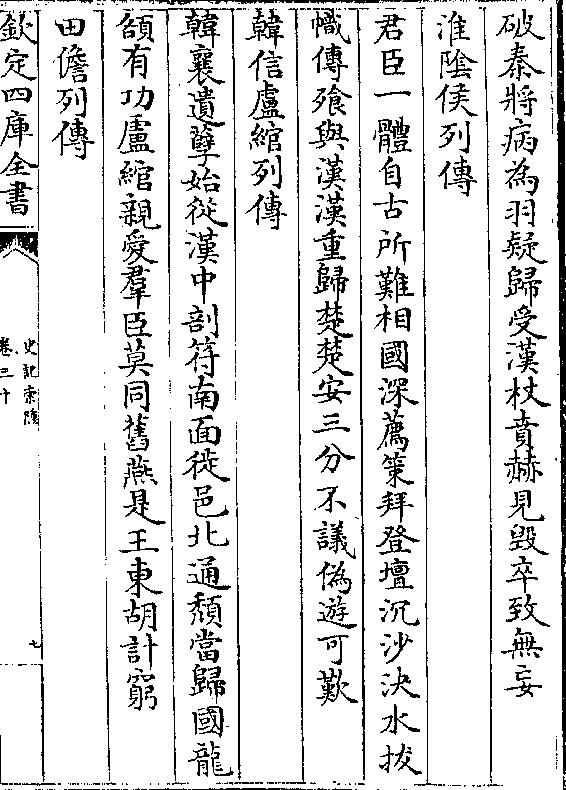 破秦將病為羽疑歸受漢杖賁赫見毀卒致無妄
淮陰侯列傳
君臣一體自古所難相國深薦策拜登壇沉沙決水拔
幟傳飱與漢漢重歸楚楚安三分不議偽遊可歎
韓信盧綰列傳
韓襄遺孽始從漢中剖符南面徙邑北通頽當歸國龍
頟有功盧綰親愛羣臣莫同舊燕是王東胡計窮
田儋列傳
欽定四庫全書
史記索隱
卷三十
七